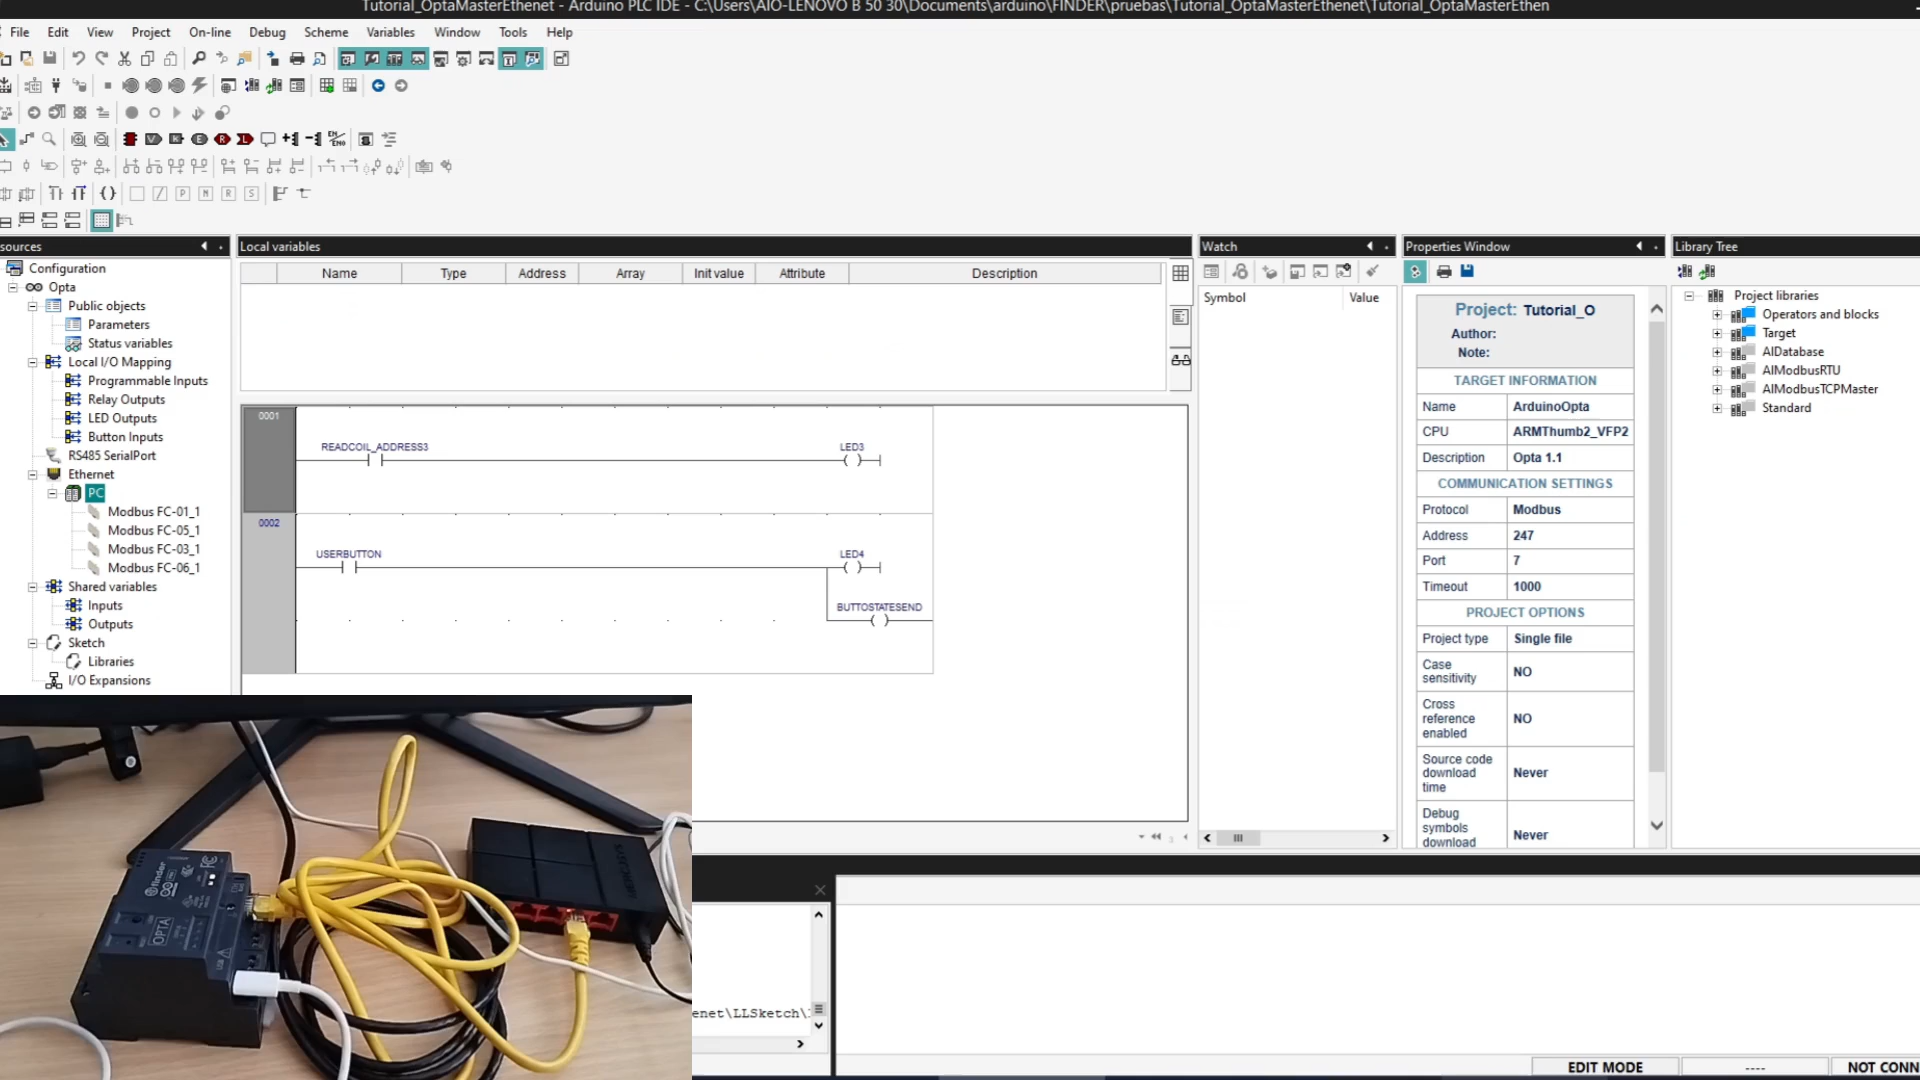 Tutorial_OptaMasterEthenet - Arduino PLC IDE - C:\Users\AIO-LENOVO B 50 30\Documents\arduino\FINDER\pruebas\Tutorial_OptaMasterEthenet\Tutorial_OptaMasterEthen
File Edit View Project On-line Debug Scheme Variables Window Tools Help
sources
Configuration
Opta
Public objects
Parameters
Status variables
Local I/O Mapping
Programmable Inputs
Relay Outputs
LED Outputs
Button Inputs
RS485 SerialPort
Ethernet
PC
Modbus FC-01_1
Modbus FC-05_1
Modbus FC-03_1
Modbus FC-06_1
Shared variables
Inputs
Outputs
Sketch
Libraries
I/O Expansions
Local variables
Name Type Address Array Init value Attribute Description
0001
READCOIL_ADDRESS3 LED3
0002
USERBUTTON LED4
BUTTOSTATESEND
Watch
Symbol Value
Properties Window
Project: Tutorial_O
Author:
Note:
TARGET INFORMATION
Name ArduinoOpta
CPU ARMThumb2_VFP2
Description Opta 1.1
COMMUNICATION SETTINGS
Protocol Modbus
Address 247
Port 7
Timeout 1000
PROJECT OPTIONS
Project type Single file
Case sensitivity NO
Cross reference enabled NO
Source code download time Never
Debug symbols download Never
Library Tree
Project libraries
Operators and blocks
Target
AlDatabase
AlModbusRTU
AlModbusTCPMaster
Standard
finder
OPTA
MERCUSYS
enet\LLSketch\
EDIT MODE ---- NOT CONN